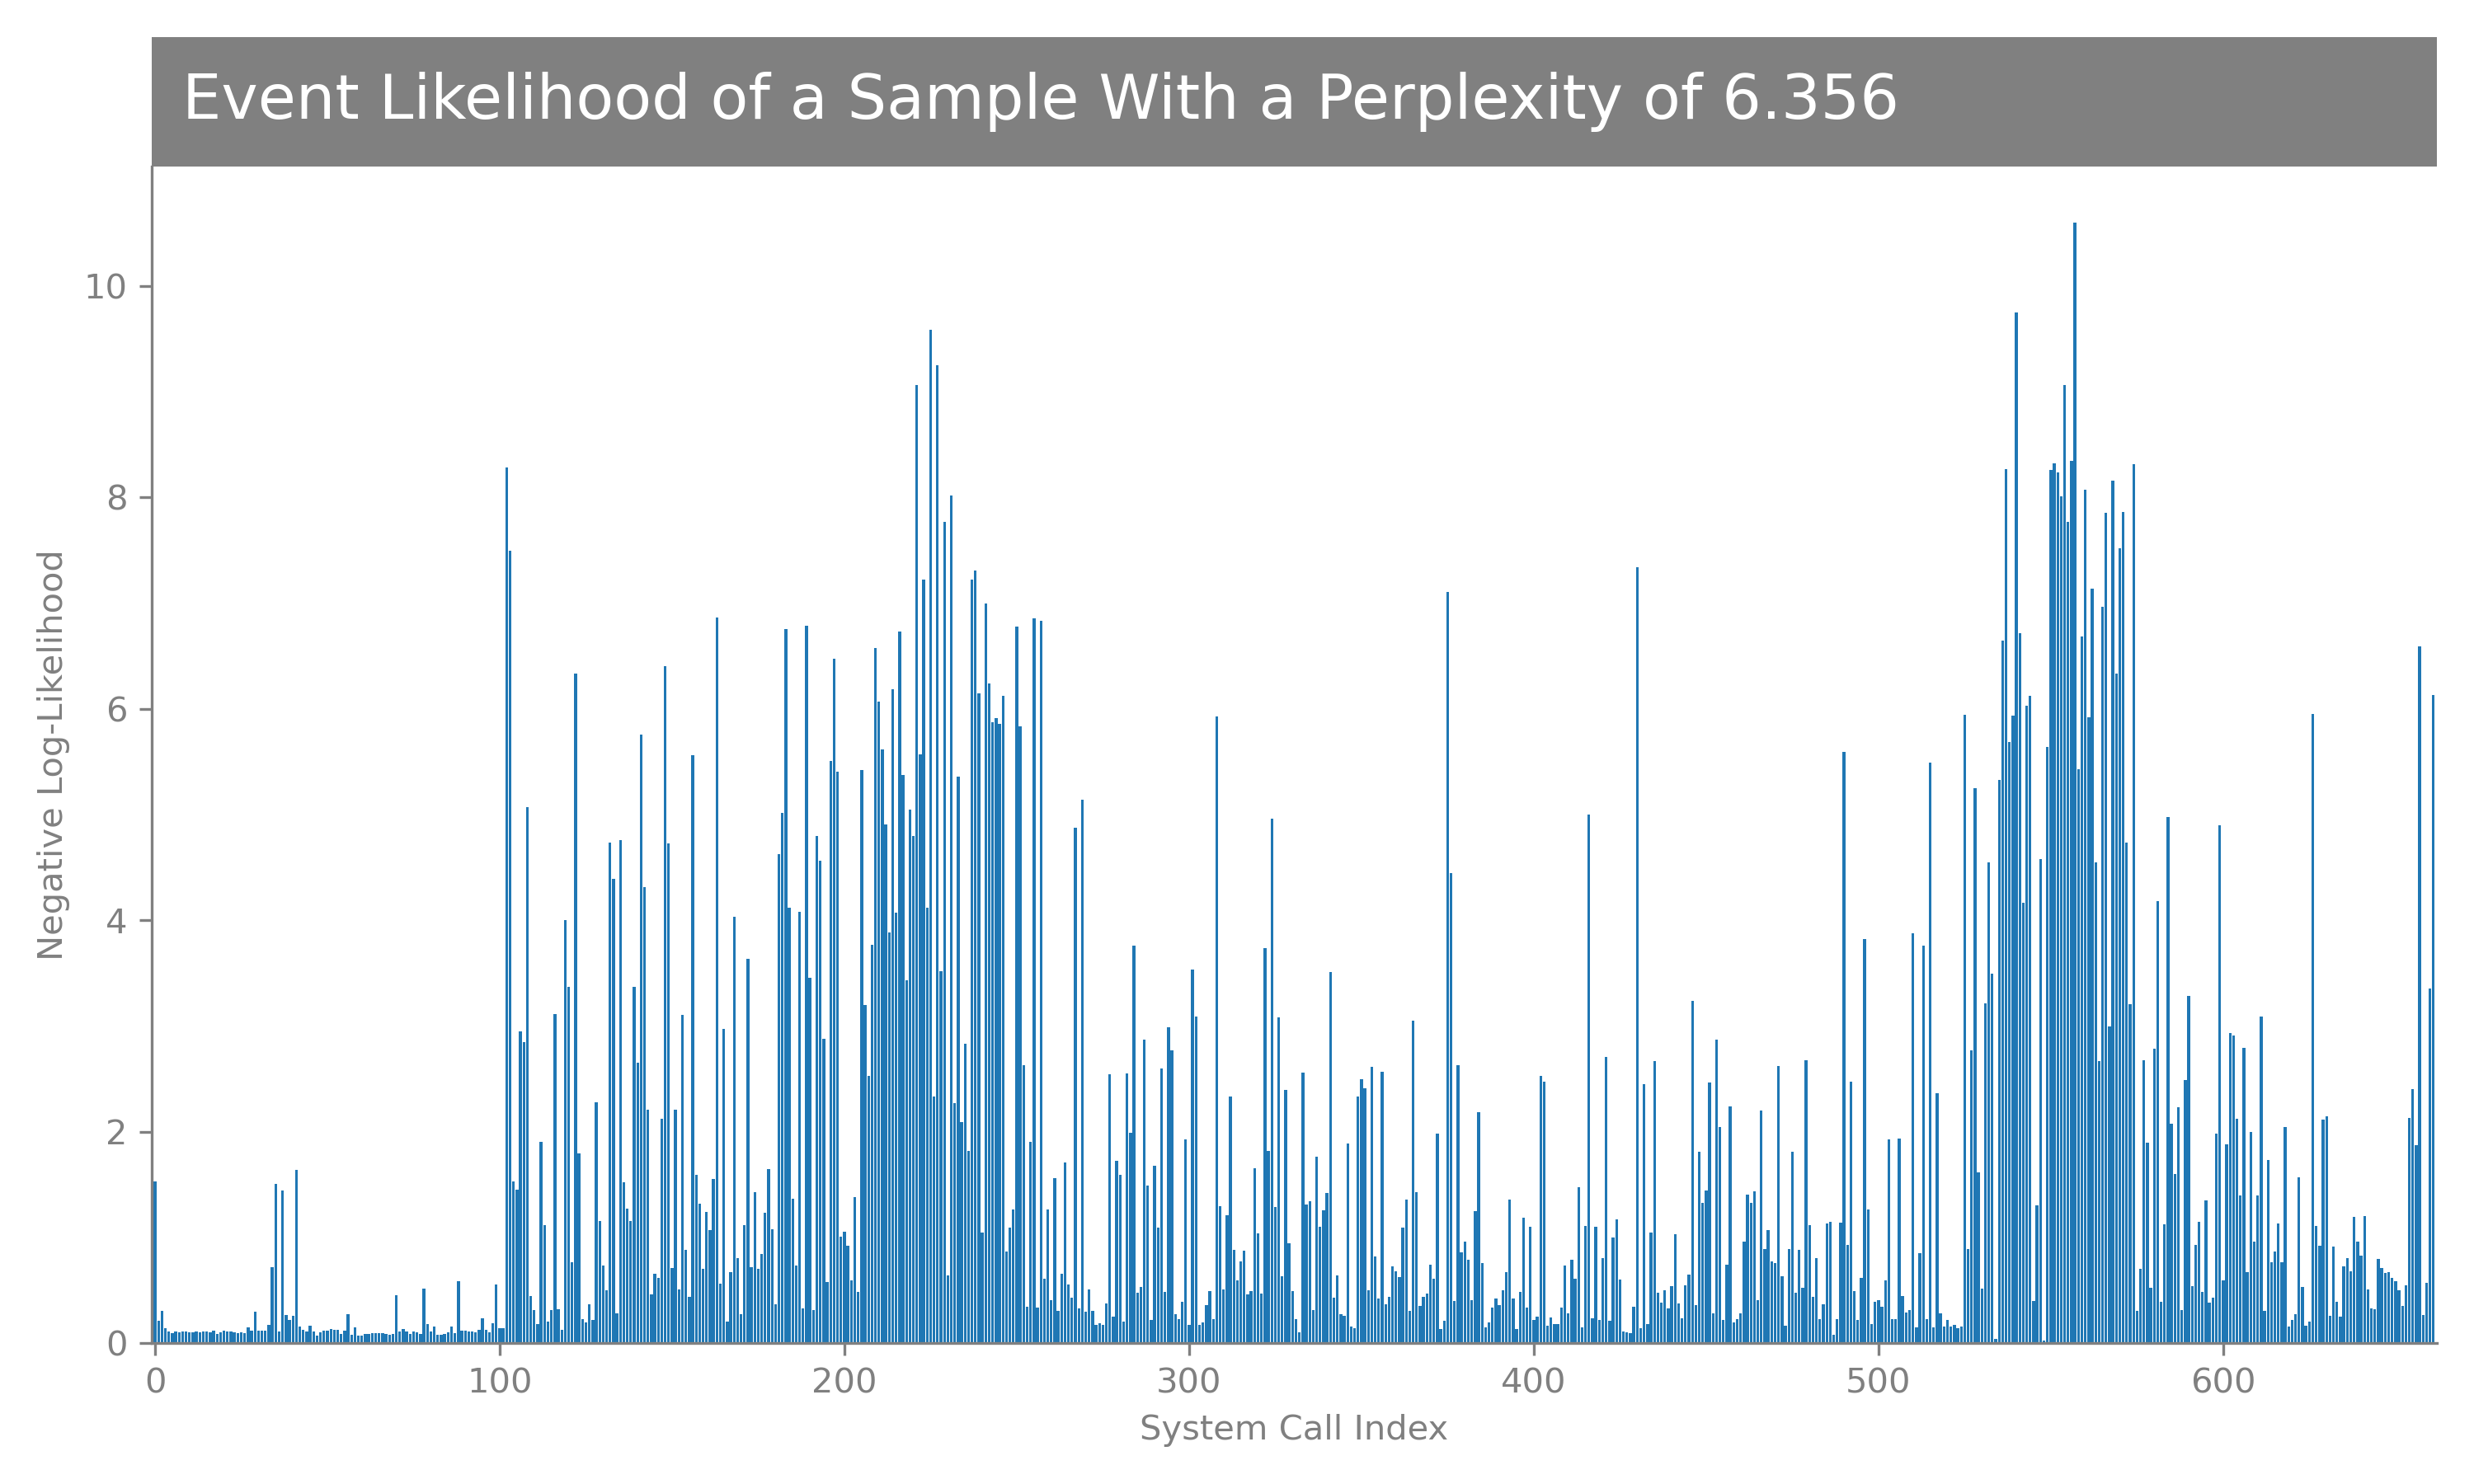 Event Likelihood of a Sample With a Perplexity of 6.356
Negative Log-Likelihood
10
8
6
4
2
0
0 100 200 300 400 500 600
System Call Index